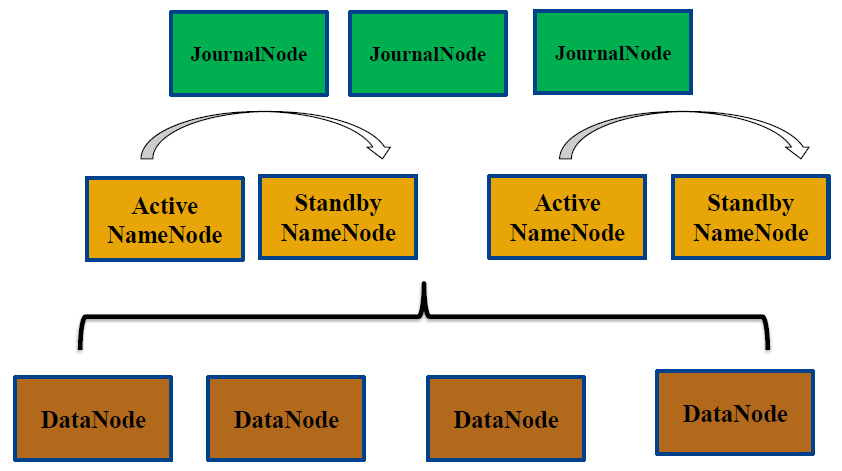 JournalNode
JournalNode
JournalNode
Active
NameNode
Standby
NameNode
Active
NameNode
Standby
NameNode
DataNode
DataNode
DataNode
DataNode